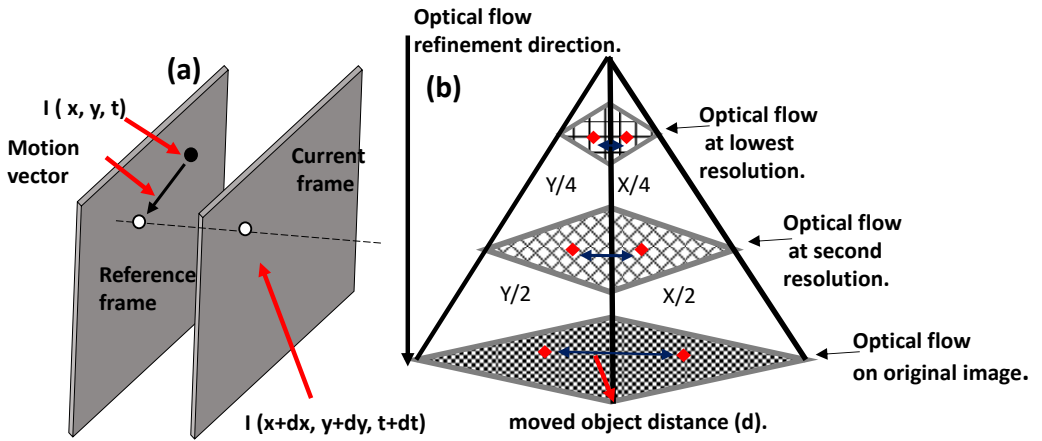 (a)
I ( x, y, t)
Motion
vector
Current
frame
Reference
frame
I (x+dx, y+dy, t+dt)
Optical flow
refinement direction.
(b)
Optical flow
at lowest
resolution.
Y/4 X/4
Optical flow
at second
resolution.
Y/2 X/2
Optical flow
on original image.
moved object distance (d).